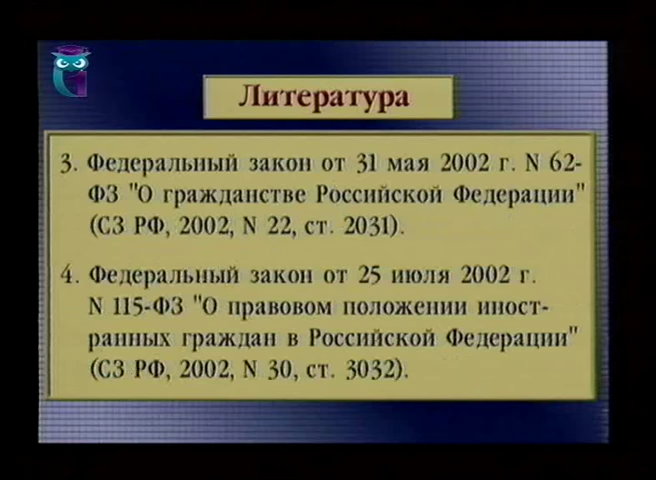 Литература
3. Федеральный закон от 31 мая 2002 г. N 62-
ФЗ "О гражданстве Российской Федерации"
(СЗ РФ, 2002, N 22, ст. 2031).
4. Федеральный закон от 25 июля 2002 г.
N 115-ФЗ "О правовом положении иност-
ранных граждан в Российской Федерации"
(СЗ РФ, 2002, N 30, ст. 3032).